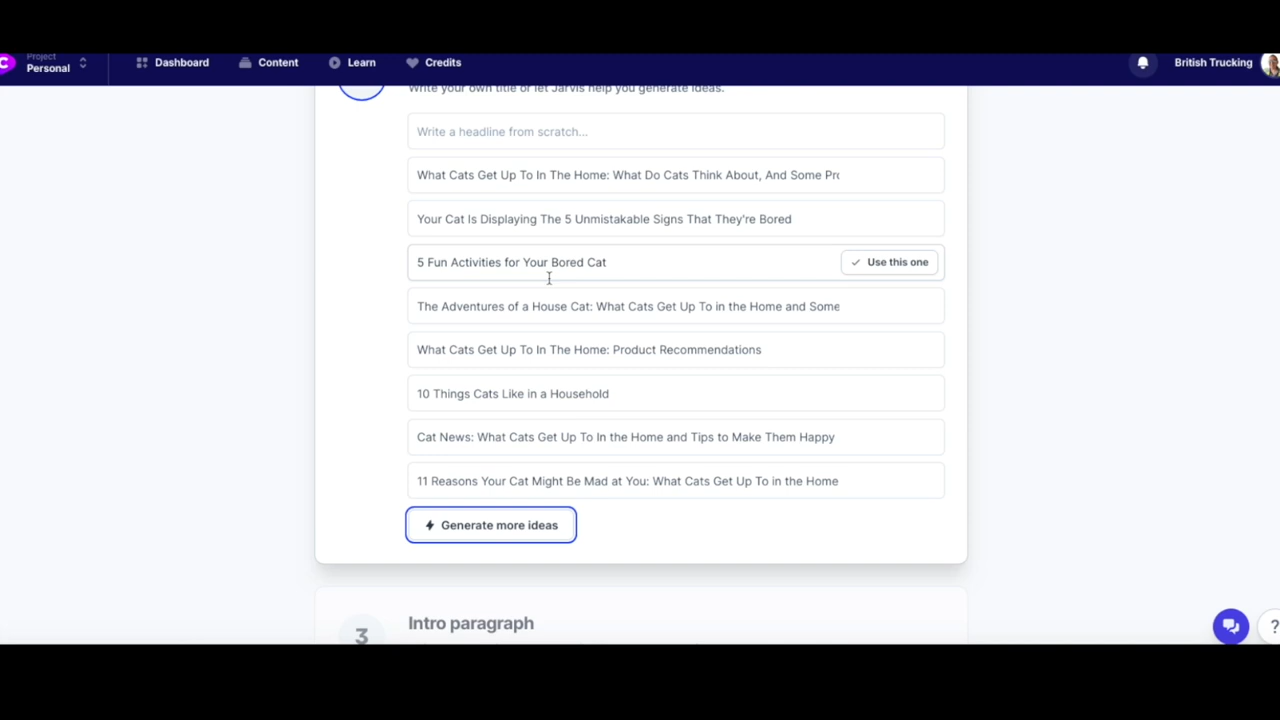 C
Project
Personal
Dashboard
Content
Learn
Credits
British Trucking
Write your own title or let Jarvis help you generate ideas.
Write a headline from scratch...
What Cats Get Up To In The Home: What Do Cats Think About, And Some Pro
Your Cat Is Displaying The 5 Unmistakable Signs That They're Bored
5 Fun Activities for Your Bored Cat
Use this one
The Adventures of a House Cat: What Cats Get Up To in the Home and Some
What Cats Get Up To In The Home: Product Recommendations
10 Things Cats Like in a Household
Cat News: What Cats Get Up To In the Home and Tips to Make Them Happy
11 Reasons Your Cat Might Be Mad at You: What Cats Get Up To in the Home
Generate more ideas
3
Intro paragraph
?